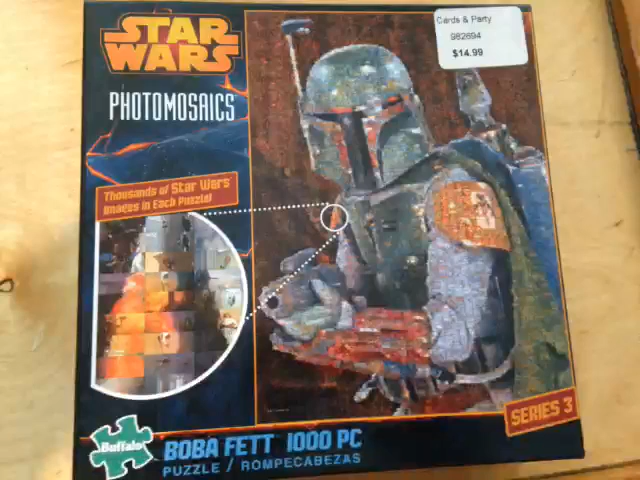 STAR
WARS
PHOTOMOSAICS
Thousands of Star Wars
Images in Each Puzzle!
Cards & Party
982694
$14.99
SERIES 3
Buffalo
BOBA FETT 1000 PC
PUZZLE / ROMPECABEZAS